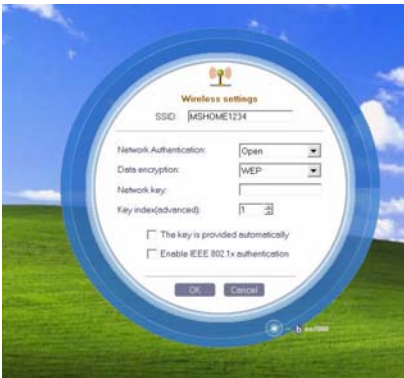 Wireless settings
SSID: MSHOME1234
Network Authentication: Open
Data encryption: WEP
Network key:
Key index(advanced): 1
The key is provided automatically
Enable IEEE 802.1x authentication
OK Cancel